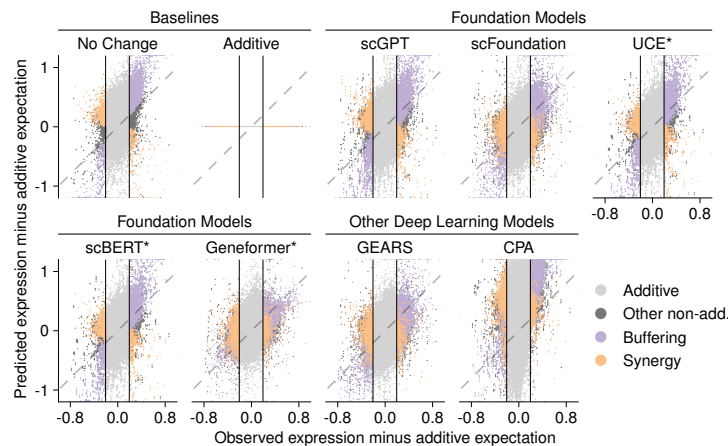 Baselines
Foundation Models
No Change
Additive
scGPT
scFoundation
UCE*
1
0
-1
-0.8
0.0
0.8
Foundation Models
Other Deep Learning Models
scBERT*
Geneformer*
GEARS
CPA
1
0
-1
-0.8 0.0 0.8
-0.8 0.0 0.8
-0.8 0.0 0.8
-0.8 0.0 0.8
Predicted expression minus additive expectation
Observed expression minus additive expectation
Additive
Other non-add.
Buffering
Synergy